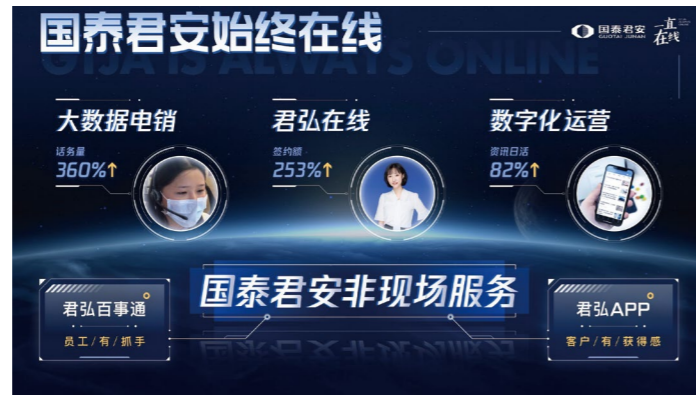 国泰君安始终在线
GTJA IS ALWAYS ONLINE
国泰君安
GUOTAI JUNAN
一直
在线
大数据电销
君弘在线
数字化运营
话务量
360%↑
签约额
253%↑
资讯日活
82%↑
国泰君安非现场服务
君弘百事通
员工/有/抓手
君弘APP
客户/有/获得感